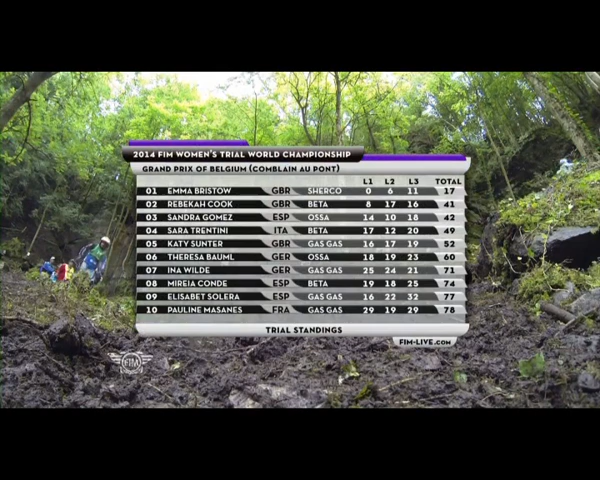 2014 FIM WOMEN'S TRIAL WORLD CHAMPIONSHIP
GRAND PRIX OF BELGIUM (COMBLAIN AU PONT) L1 L2 L3 TOTAL
01 EMMA BRISTOW GBR SHERCO 0 6 11 17
02 REBEKAH COOK GBR BETA 8 17 16 41
03 SANDRA GOMEZ ESP OSSA 14 10 18 42
04 SARA TRENTINI ITA BETA 17 12 20 49
05 KATY SUNTER GBR GAS GAS 16 17 19 52
06 THERESA BAUML GER OSSA 18 19 23 60
07 INA WILDE GER GAS GAS 25 24 21 71
08 MIREIA CONDE ESP BETA 19 18 25 74
09 ELISABET SOLERA ESP GAS GAS 16 22 32 77
10 PAULINE MASANES FRA GAS GAS 29 19 29 78
TRIAL STANDINGS
FIM-LIVE.COM
FIM